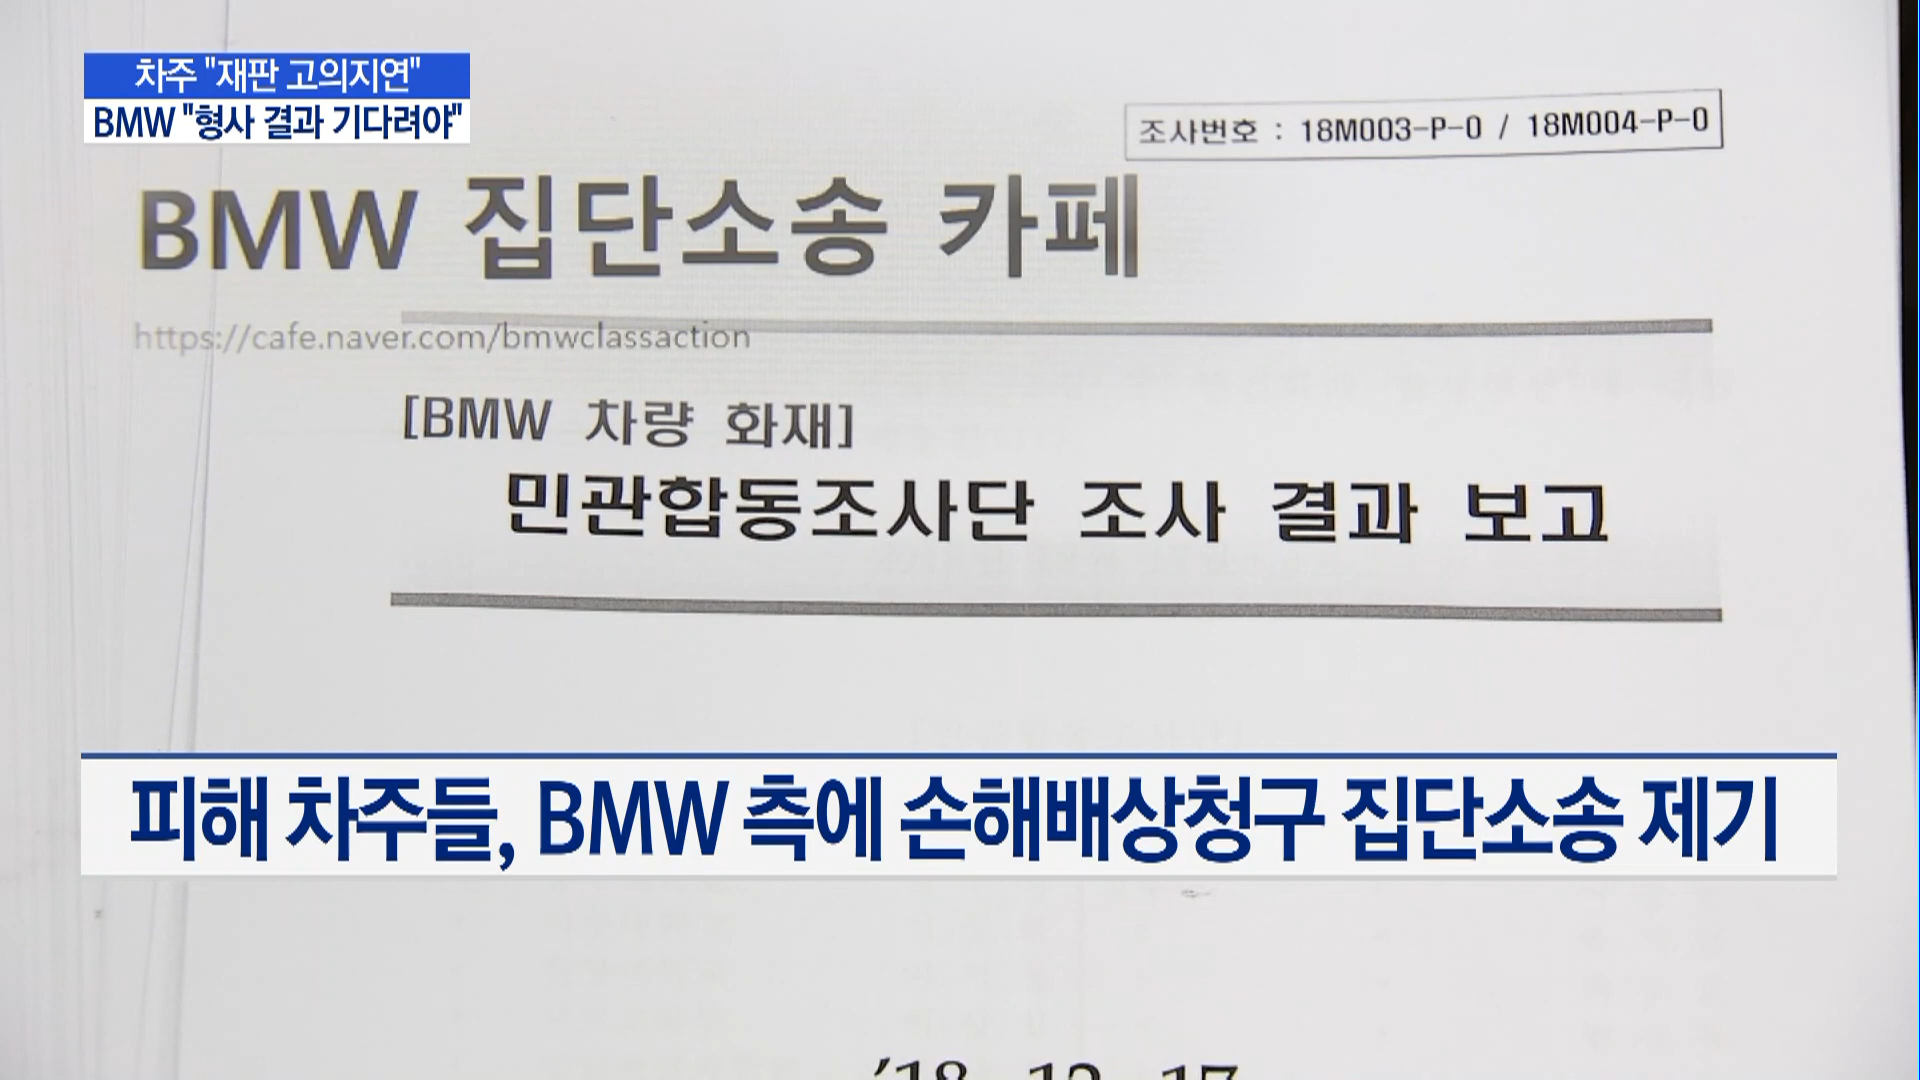 차주 "재판 고의지연"
BMW "형사 결과 기다려야"
조사번호 : 18M003-P-0 / 18M004-P-0
BMW 집단소송 카페
https://cafe.naver.com/bmwclassaction
[BMW 차량 화재]
민관합동조사단 조사 결과 보고
피해 차주들, BMW 측에 손해배상청구 집단소송 제기
'18. 12. 17